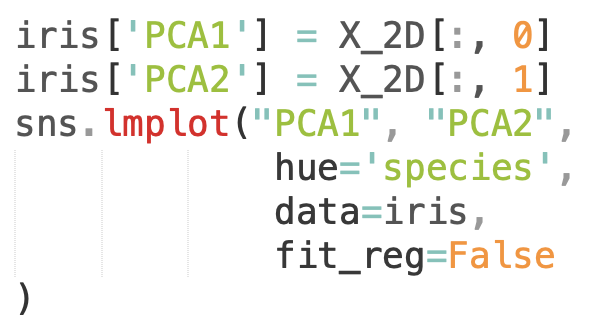 iris['PCA1'] = X_2D[:, 0]
iris['PCA2'] = X_2D[:, 1]
sns.lmplot("PCA1", "PCA2",
            hue='species',
            data=iris,
            fit_reg=False
)